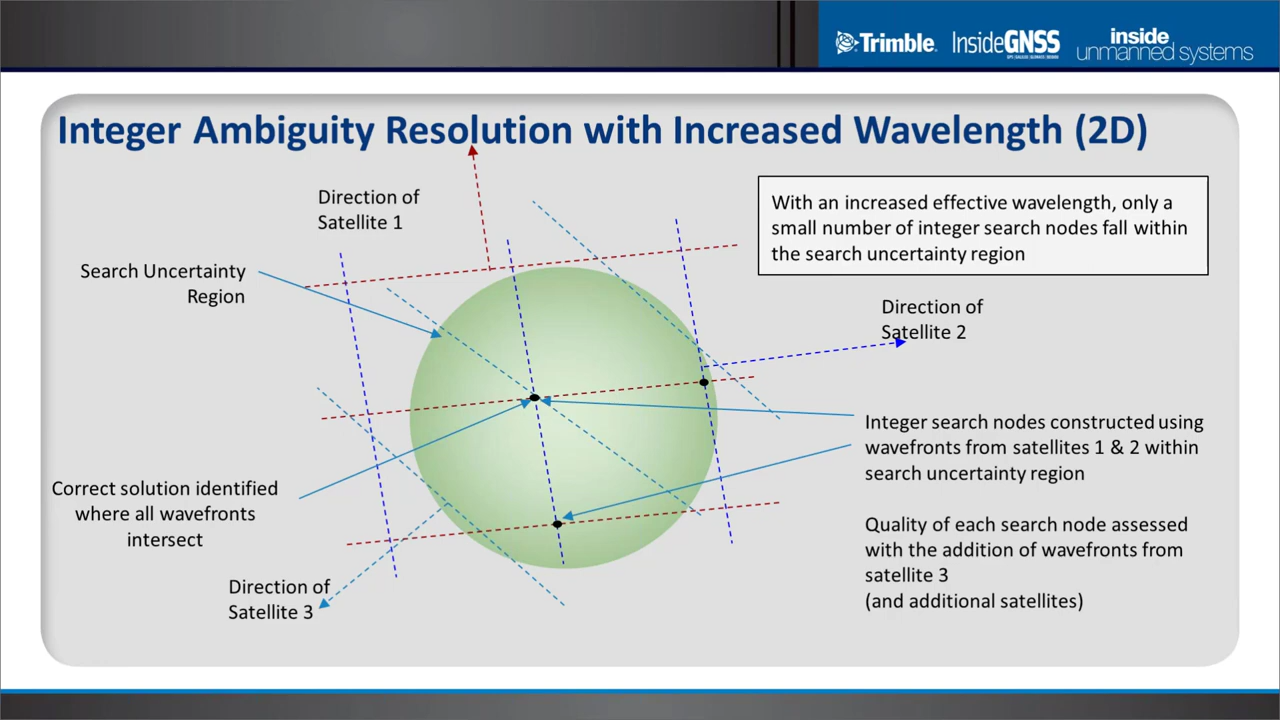 Trimble
InsideGNSS
GPS | GALILEO | GLONASS | BEIDOU
inside
unmanned systems
Integer Ambiguity Resolution with Increased Wavelength (2D)
Direction of
Satellite 1
With an increased effective wavelength, only a
small number of integer search nodes fall within
the search uncertainty region
Search Uncertainty
Region
Direction of
Satellite 2
Integer search nodes constructed using
wavefronts from satellites 1 & 2 within
search uncertainty region
Correct solution identified
where all wavefronts
intersect
Quality of each search node assessed
with the addition of wavefronts from
satellite 3
(and additional satellites)
Direction of
Satellite 3